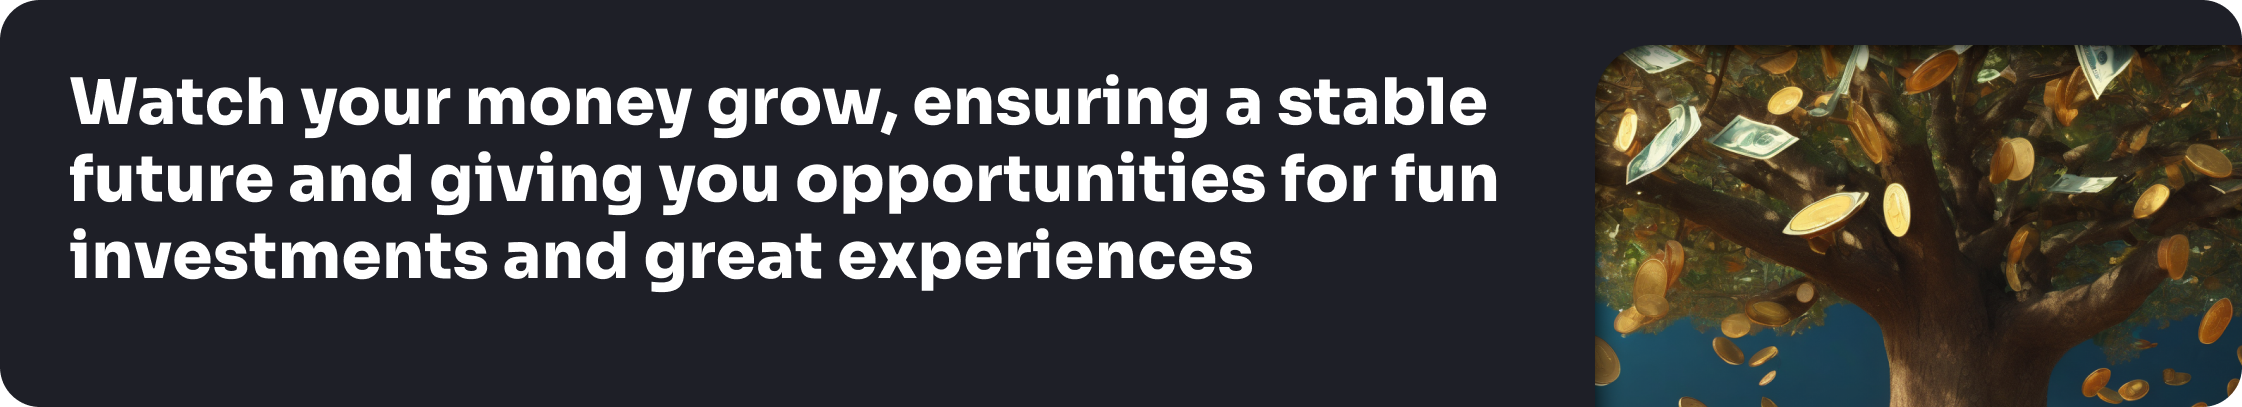 Watch your money grow, ensuring a stable
future and giving you opportunities for fun
investments and great experiences